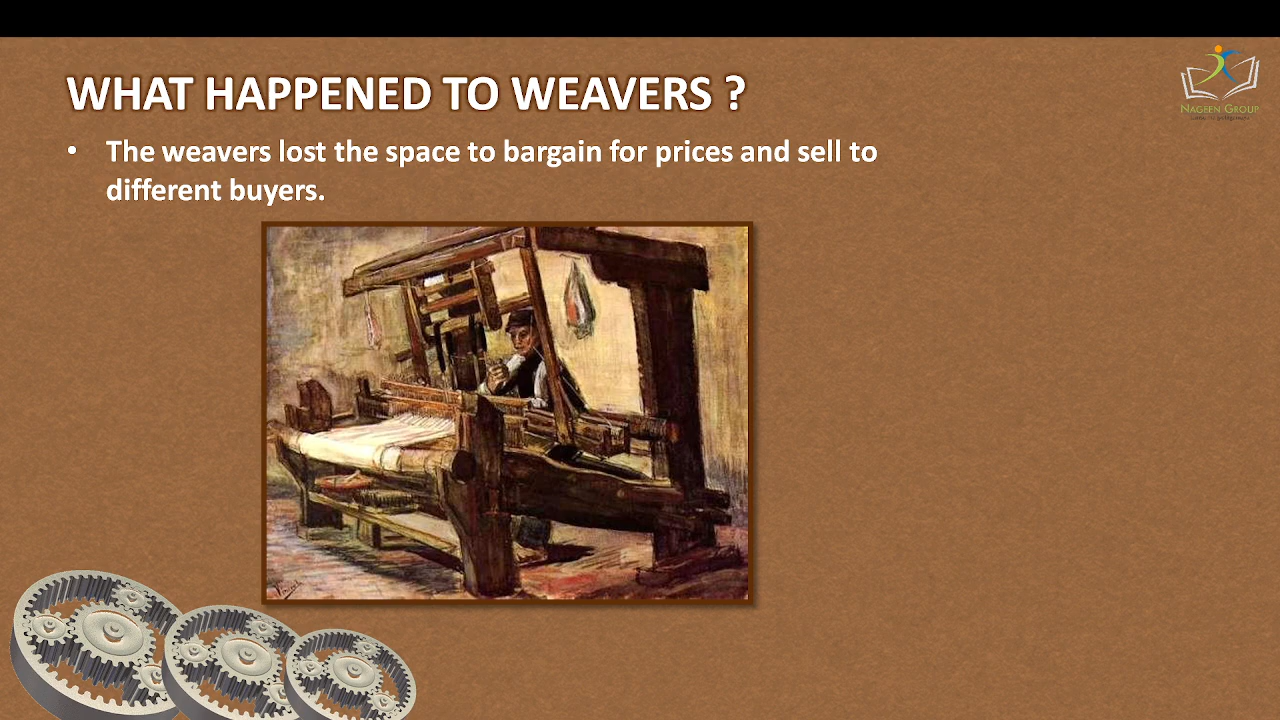 WHAT HAPPENED TO WEAVERS ?
NAGEEN GROUP
• The weavers lost the space to bargain for prices and sell to
different buyers.
Vincent